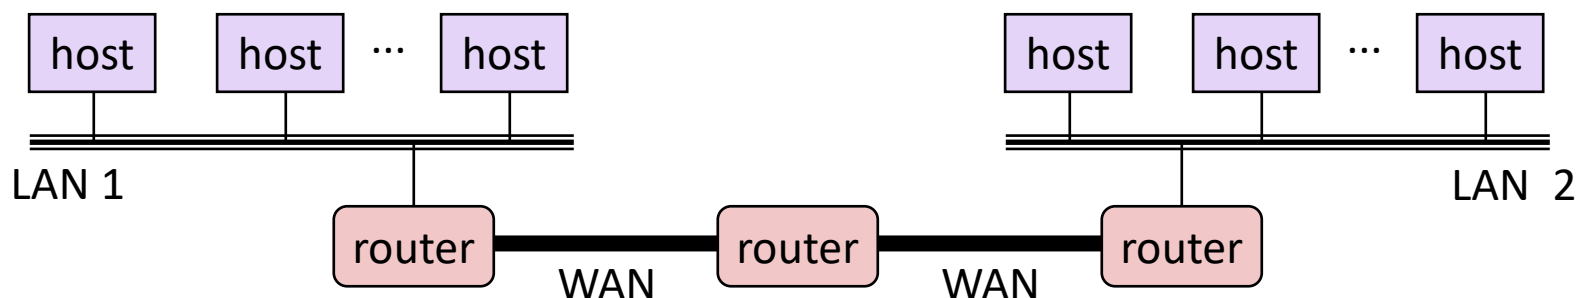 host host ... host host host ... host
LAN 1 LAN 2
router router router
WAN WAN